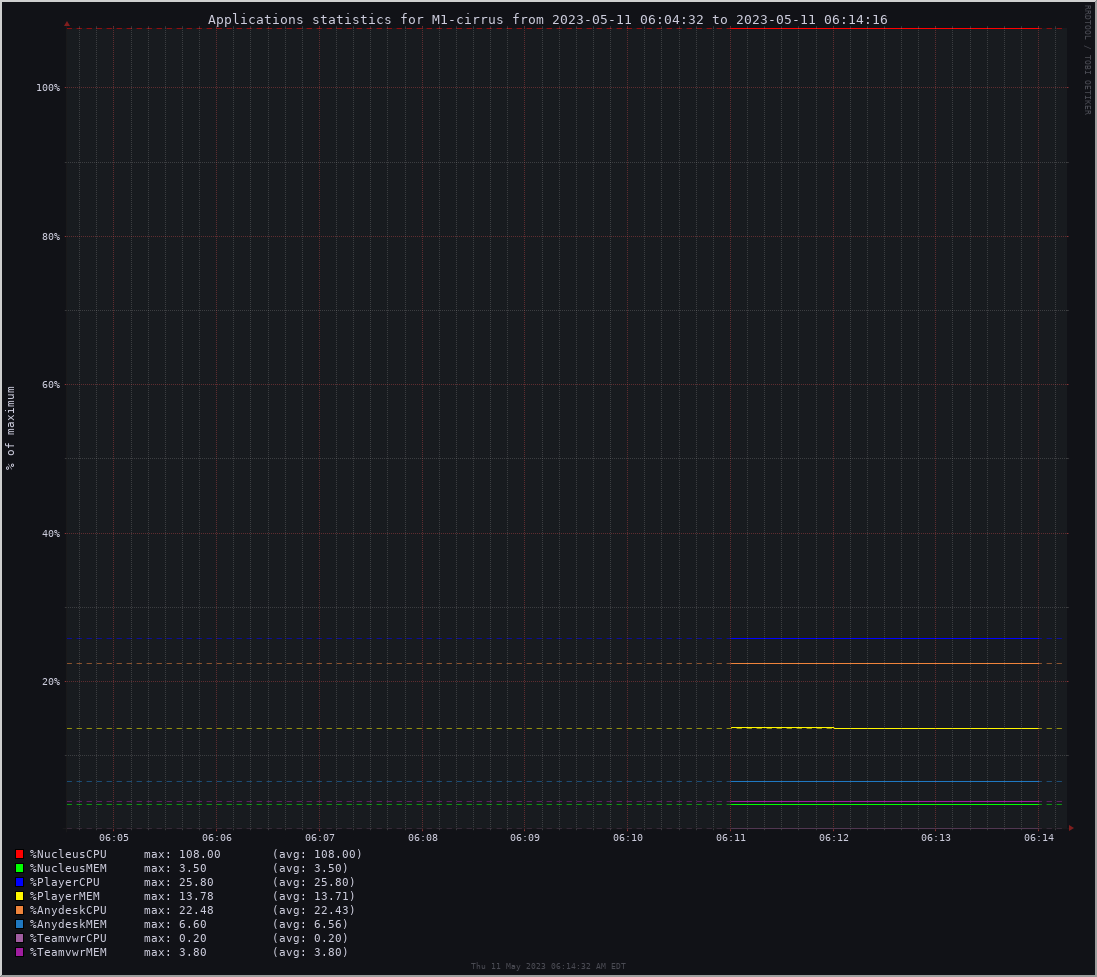 Applications statistics for M1-cirrus from 2023-05-11 06:04:32 to 2023-05-11 06:14:16
RRDTOOL / TOBI OETIKER
% of maximum
100%
80%
60%
40%
20%
06:05 06:06 06:07 06:08 06:09 06:10 06:11 06:12 06:13 06:14
%NucleusCPU max: 108.00 (avg: 108.00)
%NucleusMEM max: 3.50 (avg: 3.50)
%PlayerCPU max: 25.80 (avg: 25.80)
%PlayerMEM max: 13.78 (avg: 13.71)
%AnydeskCPU max: 22.48 (avg: 22.43)
%AnydeskMEM max: 6.60 (avg: 6.56)
%TeamvwrCPU max: 0.20 (avg: 0.20)
%TeamvwrMEM max: 3.80 (avg: 3.80)
Thu 11 May 2023 06:14:32 AM EDT